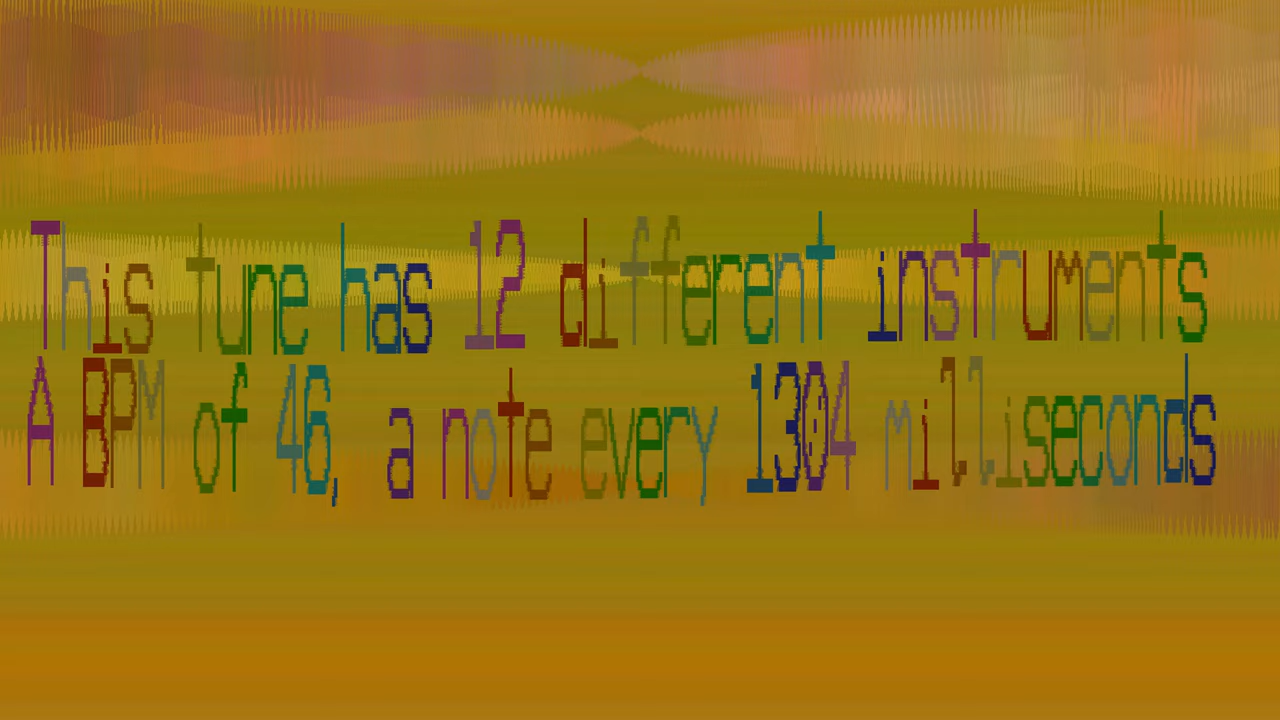 This tune has 12 different instruments
A BPM of 46, a note every 1304 milliseconds